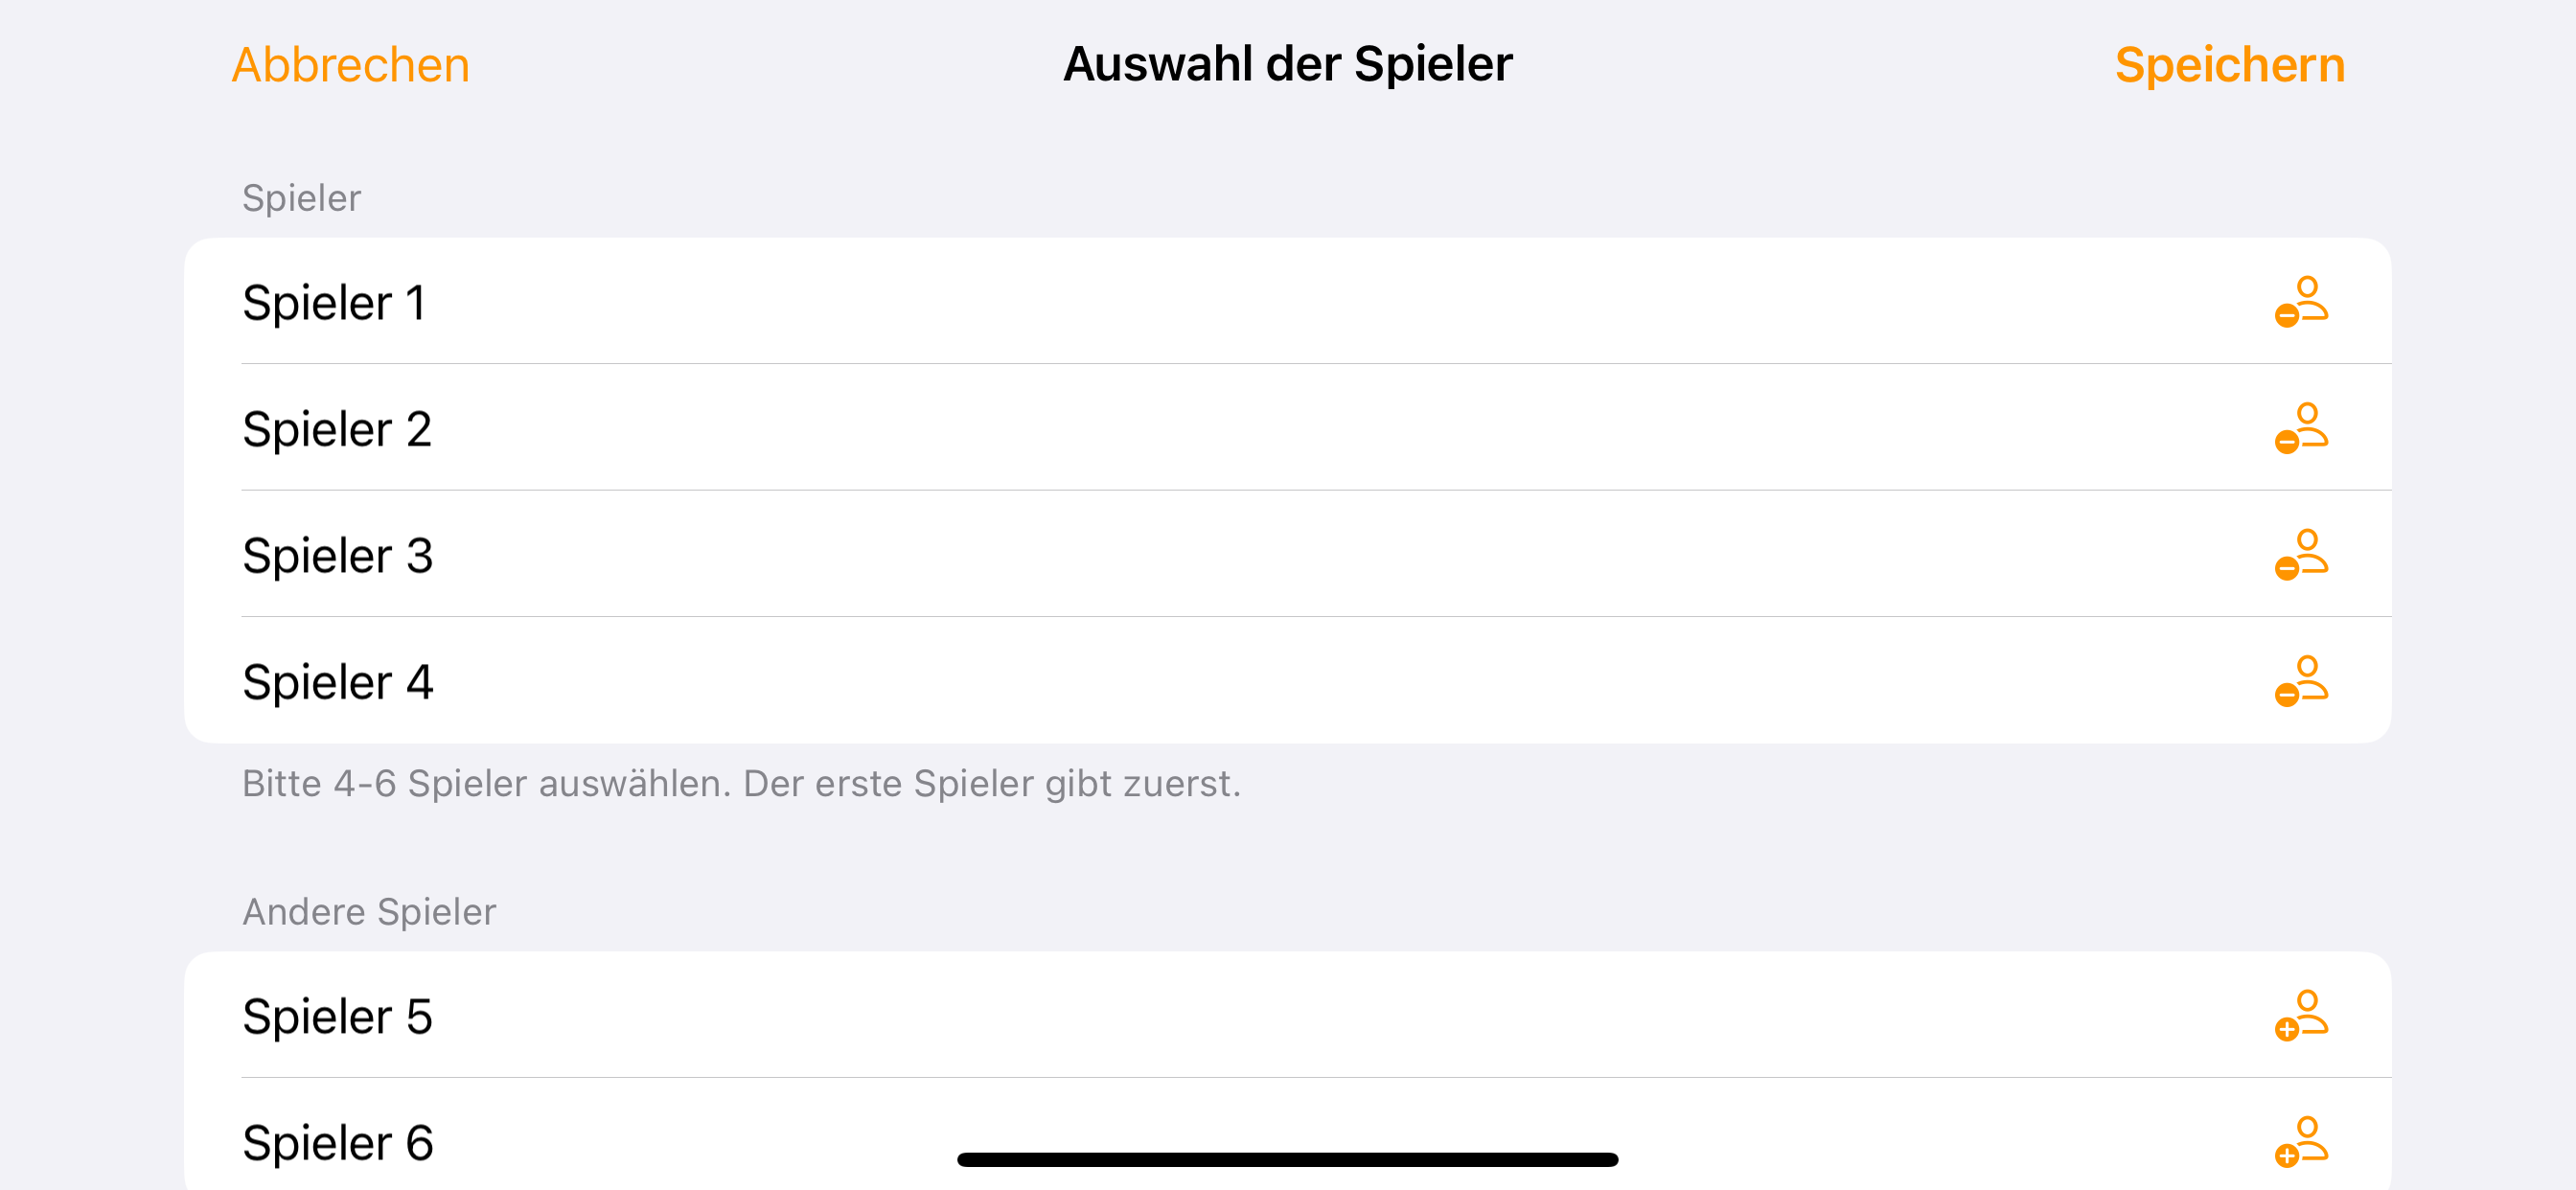 Abbrechen Auswahl der Spieler Speichern
Spieler
Spieler 1
Spieler 2
Spieler 3
Spieler 4
Bitte 4-6 Spieler auswählen. Der erste Spieler gibt zuerst.
Andere Spieler
Spieler 5
Spieler 6